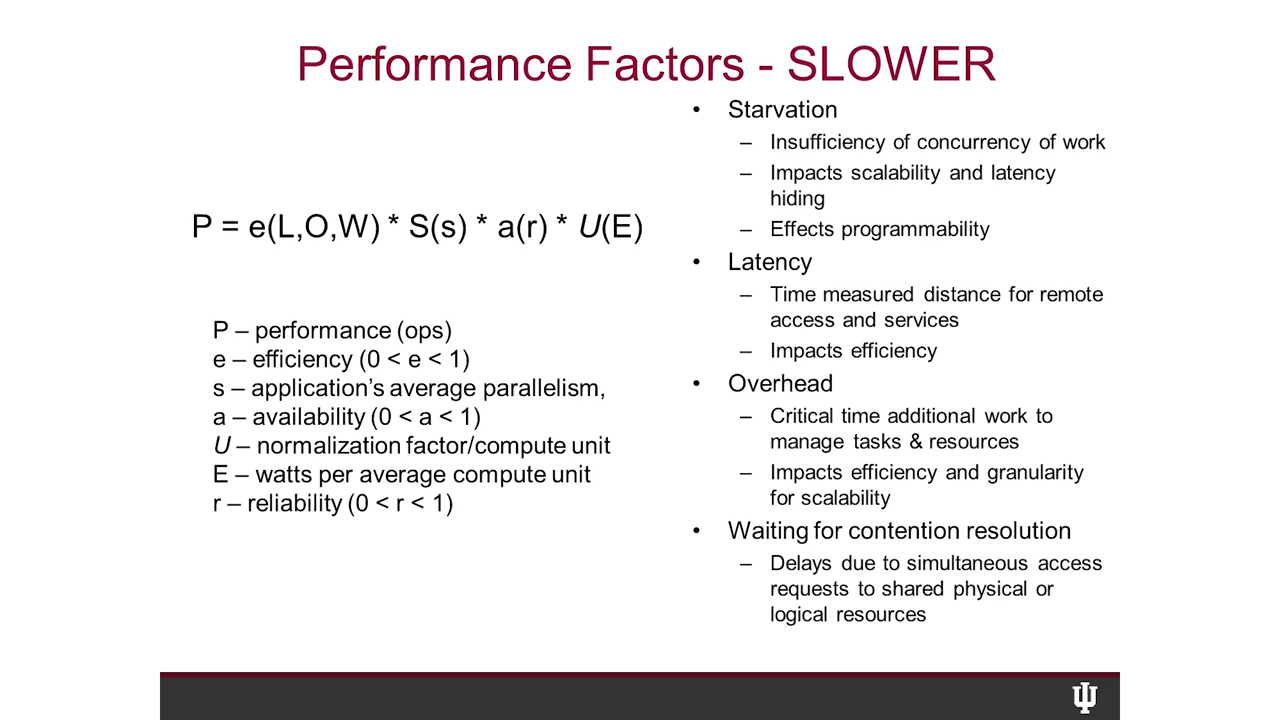 Performance Factors - SLOWER
P = e(L,O,W) * S(s) * a(r) * U(E)
P – performance (ops)
e – efficiency (0 < e < 1)
s – application’s average parallelism,
a – availability (0 < a < 1)
U – normalization factor/compute unit
E – watts per average compute unit
r – reliability (0 < r < 1)
• Starvation
– Insufficiency of concurrency of work
– Impacts scalability and latency
hiding
– Effects programmability
• Latency
– Time measured distance for remote
access and services
– Impacts efficiency
• Overhead
– Critical time additional work to
manage tasks & resources
– Impacts efficiency and granularity
for scalability
• Waiting for contention resolution
– Delays due to simultaneous access
requests to shared physical or
logical resources